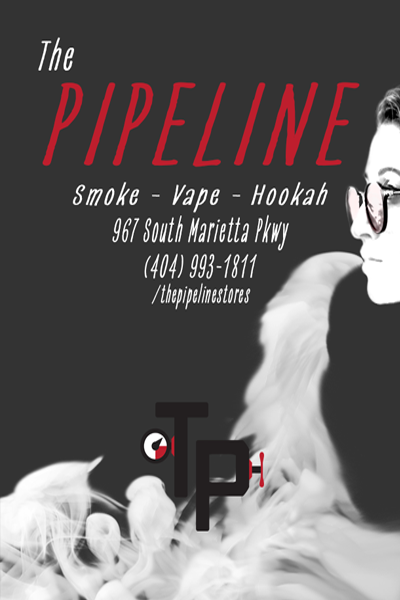 The
PIPELINE
Smoke - Vape - Hookah
967 South Marietta Pkwy
(404) 993-1811
/thepipelinestores
TP